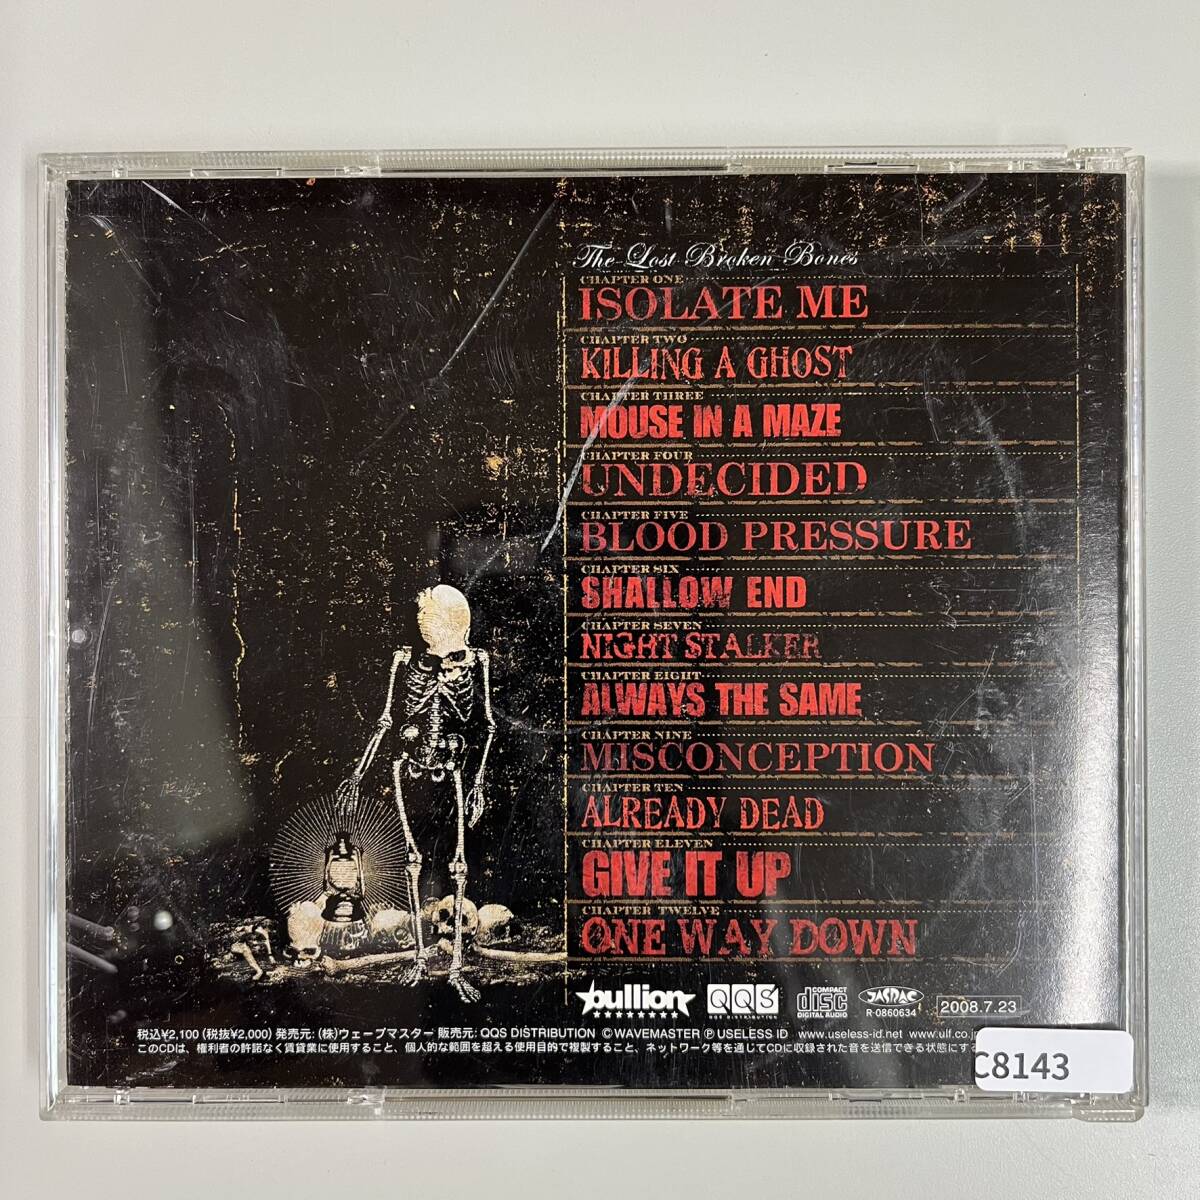 The Lost Broken Bones
CHAPTER ONE
ISOLATE ME
CHAPTER TWO
KILLING A GHOST
CHAPTER THREE
MOUSE IN A MAZE
CHAPTER FOUR
UNDECIDED
CHAPTER FIVE
BLOOD PRESSURE
CHAPTER SIX
SHALLOW END
CHAPTER SEVEN
NIGHT STALKER
CHAPTER EIGHT
ALWAYS THE SAME
CHAPTER NINE
MISCONCEPTION
CHAPTER TEN
ALREADY DEAD
CHAPTER ELEVEN
GIVE IT UP
CHAPTER TWELVE
ONE WAY DOWN
bullion
QQS
QQS DISTRIBUTION
COMPACT
disc
DIGITAL AUDIO
JASRAC
R-0860634
2008.7.23
税込¥2,100(税抜¥2,000) 発売元:(株)ウェーブマスター 販売元:QQS DISTRIBUTION ©WAVEMASTER ℗USELESS ID www.useless-id.net www.ulf.co.j
このCDは、権利者の許諾なく賃貸業に使用すること、個人的な範囲を超える使用目的で複製すること、ネットワーク等を通じてCDに収録された音を送信できる状態にす
C8143